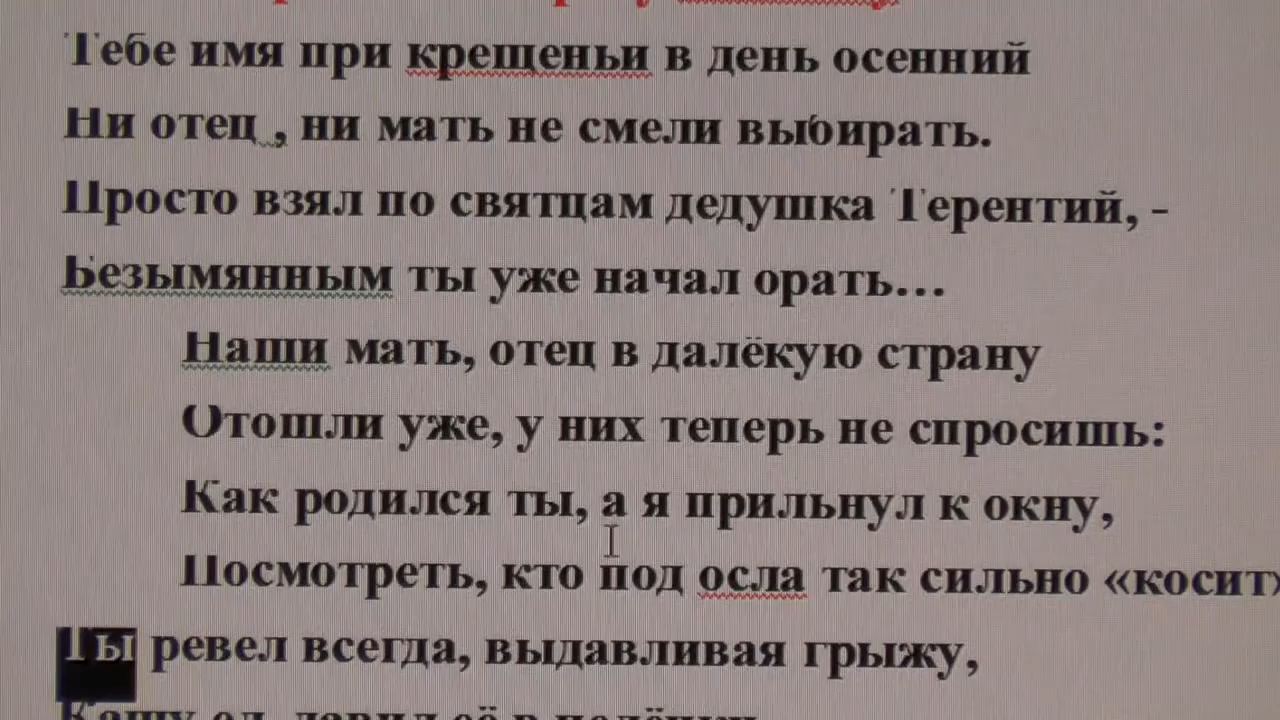 Тебе имя при крещеньи в день осенний
Ни отец , ни мать не смели выбирать.
Просто взял по святцам дедушка Терентий, -
Безымянным ты уже начал орать…
Наши мать, отец в далёкую страну
Отошли уже, у них теперь не спросишь:
Как родился ты, а я прильнул к окну,
Посмотреть, кто под осла так сильно «косит»
Ты ревел всегда, выдавливая грыжу,